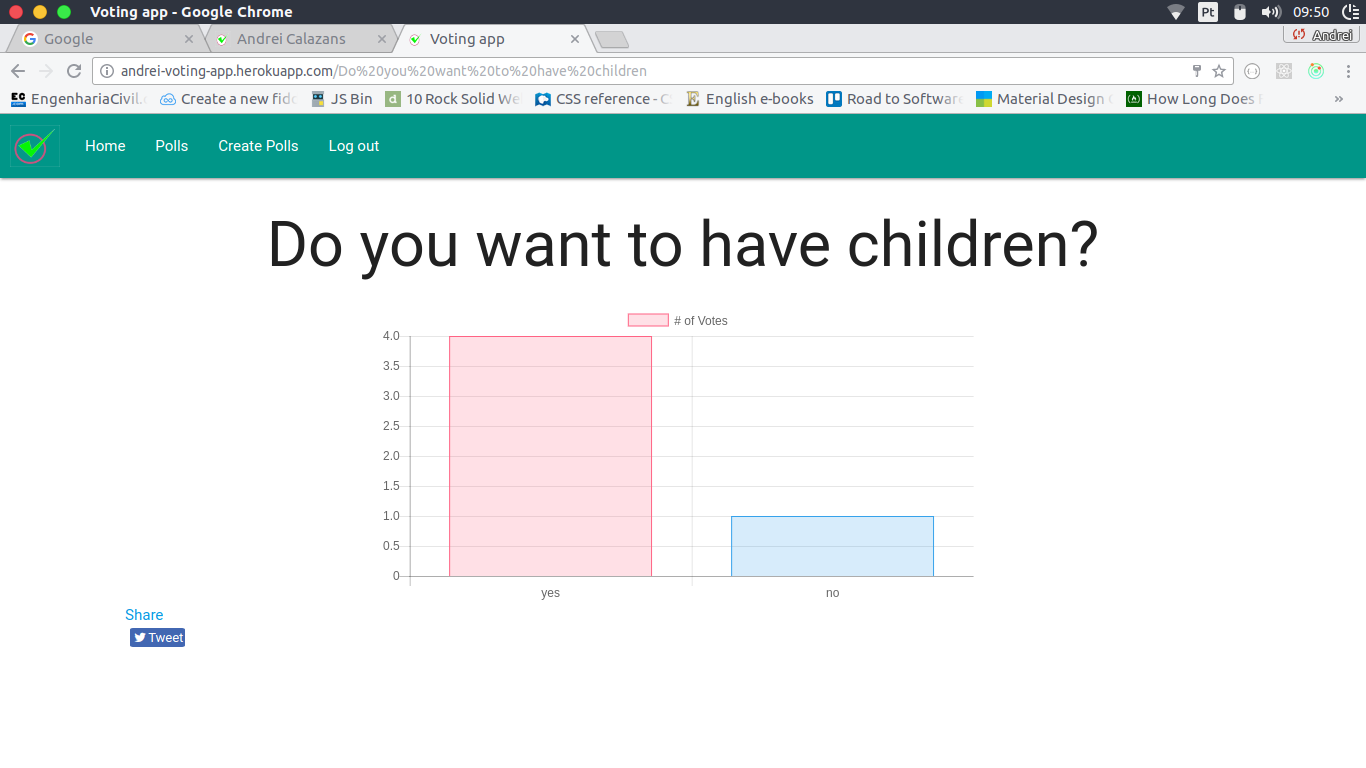 Voting app - Google Chrome
Pt
09:50
Google
Andrei Calazans
Voting app
Andrei
andrei-voting-app.herokuapp.com/Do%20you%20want%20to%20have%20children
EngenhariaCivil.
Create a new fidd
JS Bin
10 Rock Solid We
CSS reference - C
English e-books
Road to Software
Material Design
How Long Does
Home
Polls
Create Polls
Log out
Do you want to have children?
# of Votes
4.0
3.5
3.0
2.5
2.0
1.5
1.0
0.5
0
yes
no
Share
Tweet